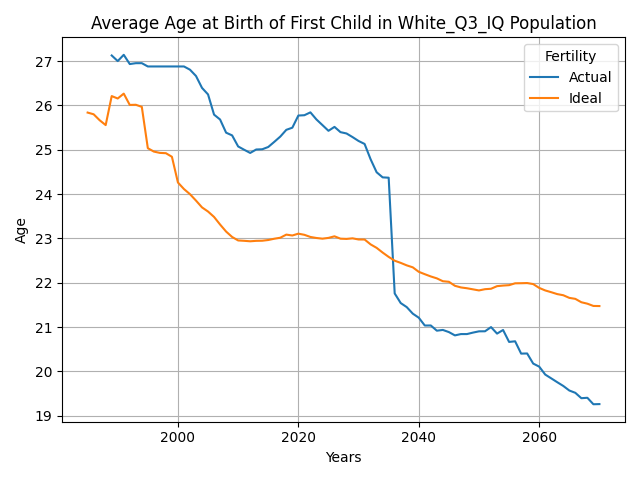 Average Age at Birth of First Child in White_Q3_IQ Population
Fertility
Actual
Ideal
27
26
25
24
23
22
21
20
19
Age
2000
2020
2040
2060
Years